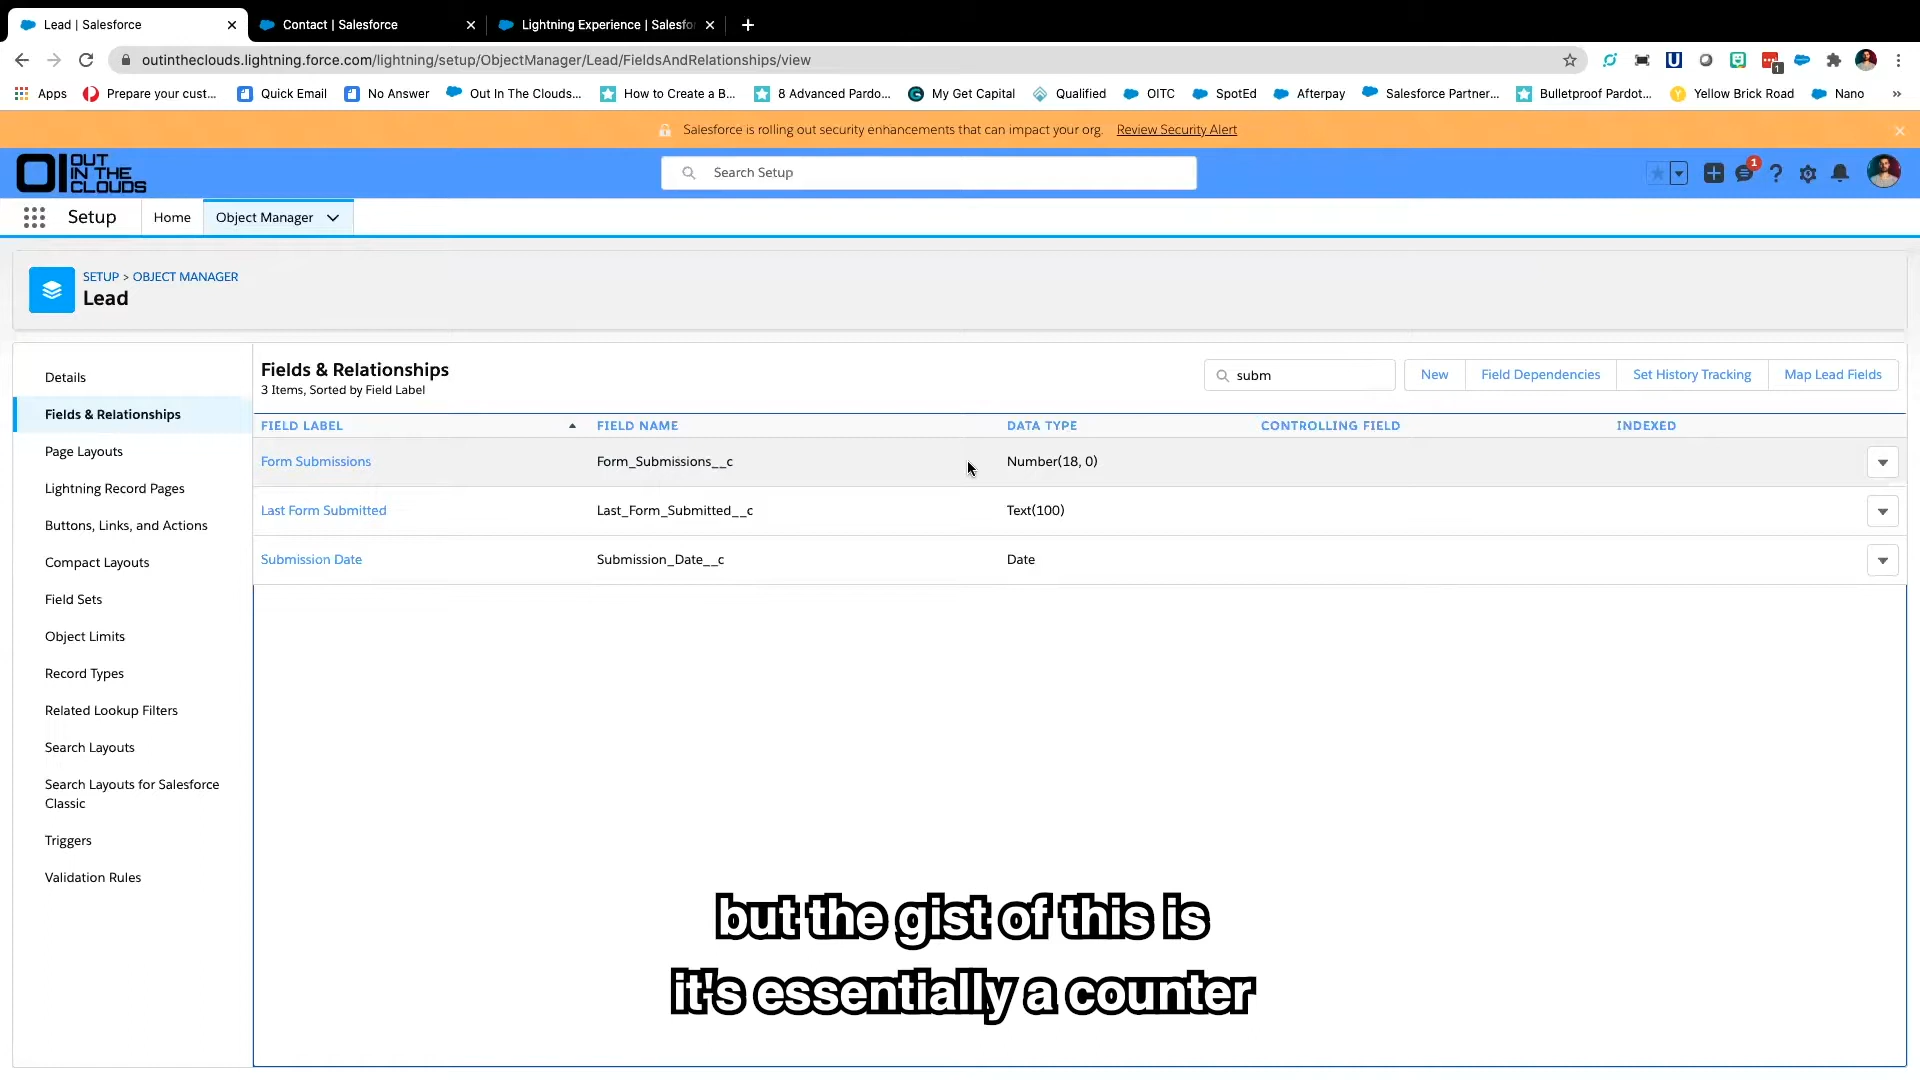 Lead | Salesforce
Contact | Salesforce
Lightning Experience | Salesfo
outintheclouds.lightning.force.com/lightning/setup/ObjectManager/Lead/FieldsAndRelationships/view
1
Apps
Prepare your cust...
Quick Email
No Answer
Out In The Clouds...
How to Create a B...
8 Advanced Pardo...
My Get Capital
Qualified
OITC
SpotEd
Afterpay
Salesforce Partner...
Bulletproof Pardot...
Yellow Brick Road
Nano
»
Salesforce is rolling out security enhancements that can impact your org. Review Security Alert
OI OUT
IN THE
CLOUDS
Search Setup
1
Setup
Home
Object Manager
SETUP > OBJECT MANAGER
Lead
Details
Fields & Relationships
Page Layouts
Lightning Record Pages
Buttons, Links, and Actions
Compact Layouts
Field Sets
Object Limits
Record Types
Related Lookup Filters
Search Layouts
Search Layouts for Salesforce
Classic
Triggers
Validation Rules
Fields & Relationships
3 Items, Sorted by Field Label
subm
New
Field Dependencies
Set History Tracking
Map Lead Fields
FIELD LABEL FIELD NAME DATA TYPE CONTROLLING FIELD INDEXED
Form Submissions Form_Submissions__c Number(18, 0)
Last Form Submitted Last_Form_Submitted__c Text(100)
Submission Date Submission_Date__c Date
but the gist of this is
it's essentially a counter